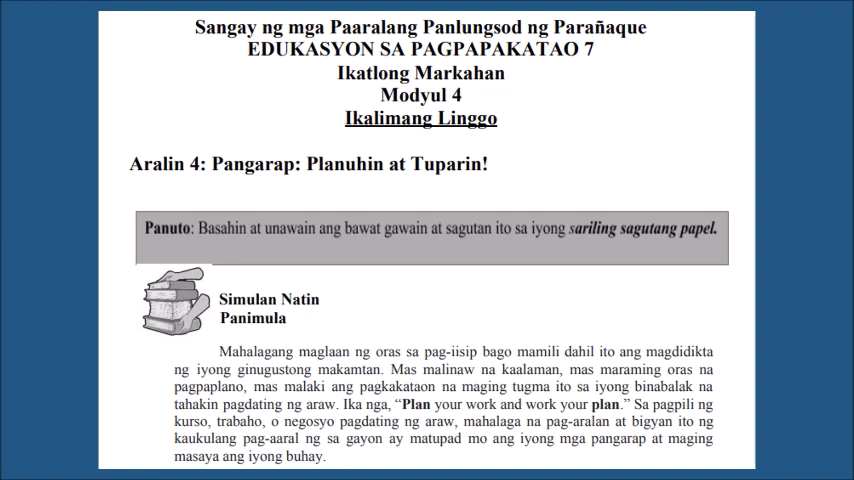 Sangay ng mga Paaralang Panlungsod ng Parañaque
EDUKASYON SA PAGPAPAKATAO 7
Ikatlong Markahan
Modyul 4
Ikalimang Linggo
Aralin 4: Pangarap: Planuhin at Tuparin!
Panuto: Basahin at unawain ang bawat gawain at sagutan ito sa iyong sariling sagutang papel.
Simulan Natin
Panimula
Mahalagang maglaan ng oras sa pag-iisip bago mamili dahil ito ang magdidikta
ng iyong ginugustong makamtan. Mas malinaw na kaalaman, mas maraming oras na
pagpaplano, mas malaki ang pagkakataon na maging tugma ito sa iyong binabalak na
tahakin pagdating ng araw. Ika nga, “Plan your work and work your plan.” Sa pagpili ng
kurso, trabaho, o negosyo pagdating ng araw, mahalaga na pag-aralan at bigyan ito ng
kaukulang pag-aaral ng sa gayon ay matupad mo ang iyong mga pangarap at maging
masaya ang iyong buhay.